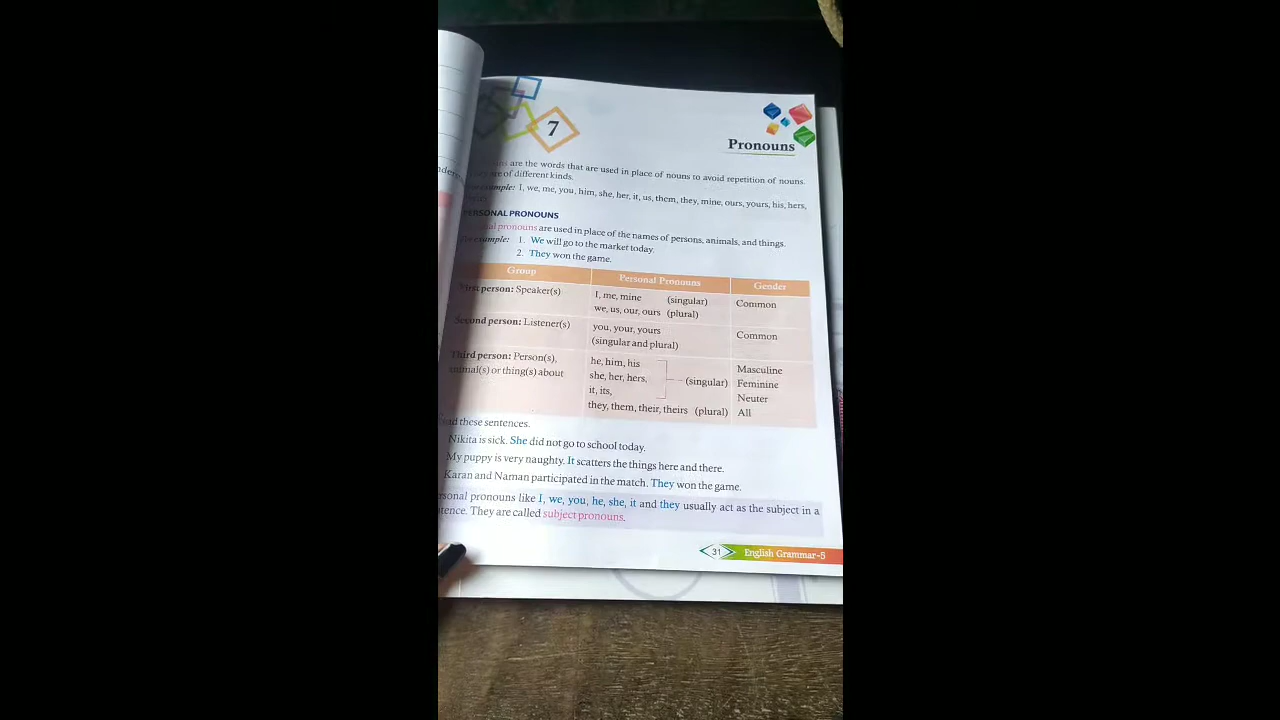 7
Pronouns
are the words that are used in place of nouns to avoid repetition of nouns.
are of different kinds.
example: I, we, me, you, him, she, her, it, us, them, they, mine, ours, yours, his, hers,
PERSONAL PRONOUNS
pronouns are used in place of the names of persons, animals, and things.
example: 1. We will go to the market today.
2. They won the game.
Group Personal Pronouns Gender
First person: Speaker(s) I, me, mine (singular) Common
we, us, our, ours (plural)
Second person: Listener(s) you, your, yours Common
(singular and plural)
Third person: Person(s), he, him, his Masculine
animal(s) or thing(s) about she, her, hers, (singular) Feminine
it, its, Neuter
they, them, their, theirs (plural) All
these sentences.
Nikita is sick. She did not go to school today.
My puppy is very naughty. It scatters the things here and there.
Karan and Naman participated in the match. They won the game.
pronouns like I, we, you, he, she, it and they usually act as the subject in a
They are called subject pronouns.
31 English Grammar-5